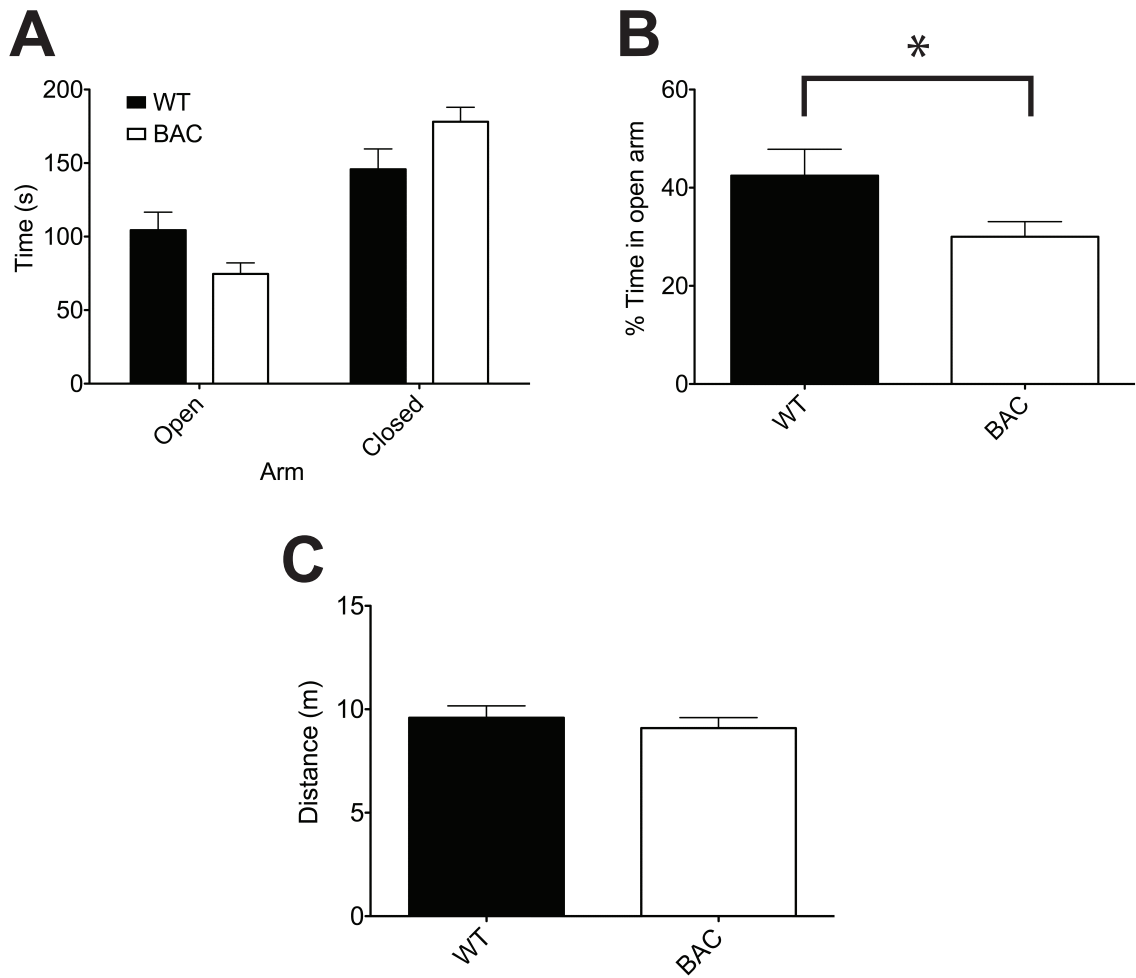 A
200
150
100
50
0
Time (s)
WT
BAC
Open
Closed
Arm
B
*
60
40
20
0
% Time in open arm
WT
BAC
C
15
10
5
0
Distance (m)
WT
BAC